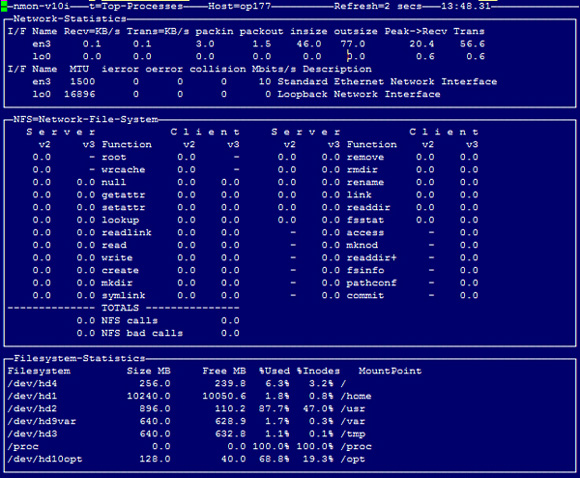 nmon-v10i t=Top-Processes Host=op177 Refresh=2 secs 13:48.31
Network-Statistics
I/F Name Recv=KB/s Trans=KB/s packin packout insize outsize Peak->Recv Trans
en3 0.1 0.1 3.0 1.5 46.0 77.0 20.4 56.6
lo0 0.0 0.0 0.0 0.0 0.0 0.0 0.6 0.6
I/F Name MTU ierror oerror collision Mbits/s Description
en3 1500 0 0 0 10 Standard Ethernet Network Interface
lo0 16896 0 0 0 0 Loopback Network Interface
NFS=Network-File-System
Server Client Server Client
v2 v3 Function v2 v3 v2 v3 Function v2 v3
0.0 - root 0.0 - 0.0 0.0 remove 0.0 0.0
0.0 - wrcache 0.0 - 0.0 0.0 rmdir 0.0 0.0
0.0 0.0 null 0.0 0.0 0.0 0.0 rename 0.0 0.0
0.0 0.0 getattr 0.0 0.0 0.0 0.0 link 0.0 0.0
0.0 0.0 setattr 0.0 0.0 0.0 0.0 readdir 0.0 0.0
0.0 0.0 lookup 0.0 0.0 0.0 0.0 fsstat 0.0 0.0
0.0 0.0 readlink 0.0 0.0 - 0.0 access - 0.0
0.0 0.0 read 0.0 0.0 - 0.0 mknod - 0.0
0.0 0.0 write 0.0 0.0 - 0.0 readdir+ - 0.0
0.0 0.0 create 0.0 0.0 - 0.0 fsinfo - 0.0
0.0 0.0 mkdir 0.0 0.0 - 0.0 pathconf - 0.0
0.0 0.0 symlink 0.0 0.0 - 0.0 commit - 0.0
-------------- TOTALS --------------
0.0 NFS calls 0.0
0.0 NFS bad calls 0.0
Filesystem-Statistics
Filesystem Size MB Free MB %Used %Inodes MountPoint
/dev/hd4 256.0 239.8 6.3% 3.2% /
/dev/hd1 10240.0 10050.6 1.8% 0.8% /home
/dev/hd2 896.0 110.2 87.7% 47.0% /usr
/dev/hd9var 640.0 628.9 1.7% 0.3% /var
/dev/hd3 640.0 632.8 1.1% 0.1% /tmp
/proc 0.0 0.0 100.0% 100.0% /proc
/dev/hd10opt 128.0 40.0 68.8% 19.3% /opt